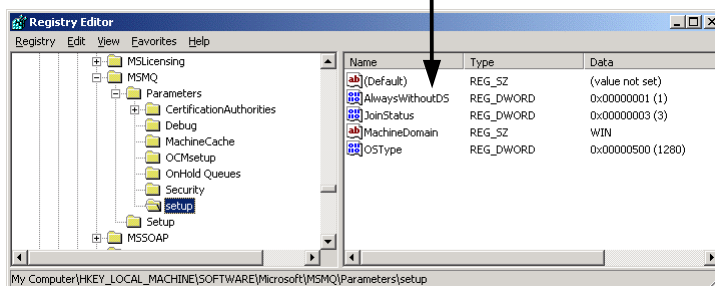 Registry Editor
Registry Edit View Favorites Help
MSLicensing
MSMQ
Parameters
CertificationAuthorities
Debug
MachineCache
OCMsetup
OnHold Queues
Security
setup
Setup
MSSOAP
Name Type Data
(Default) REG_SZ (value not set)
AlwaysWithoutDS REG_DWORD 0x00000001 (1)
JoinStatus REG_DWORD 0x00000003 (3)
MachineDomain REG_SZ WIN
OSType REG_DWORD 0x00000500 (1280)
My Computer\HKEY_LOCAL_MACHINE\SOFTWARE\Microsoft\MSMQ\Parameters\setup